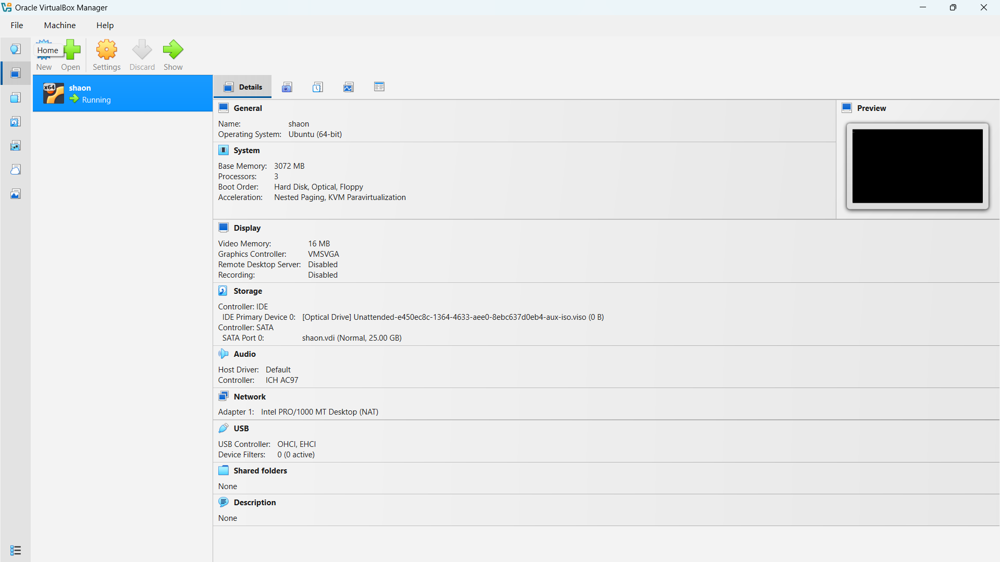 Oracle VirtualBox Manager
File Machine Help
Home
New Open Settings Discard Show
x64
shaon
Running
Details
General
Name: shaon
Operating System: Ubuntu (64-bit)
Preview
System
Base Memory: 3072 MB
Processors: 3
Boot Order: Hard Disk, Optical, Floppy
Acceleration: Nested Paging, KVM Paravirtualization
Display
Video Memory: 16 MB
Graphics Controller: VMSVGA
Remote Desktop Server: Disabled
Recording: Disabled
Storage
Controller: IDE
IDE Primary Device 0: [Optical Drive] Unattended-e450ec8c-1364-4633-aee0-8ebc637d0eb4-aux-iso.viso (0 B)
Controller: SATA
SATA Port 0: shaon.vdi (Normal, 25.00 GB)
Audio
Host Driver: Default
Controller: ICH AC97
Network
Adapter 1: Intel PRO/1000 MT Desktop (NAT)
USB
USB Controller: OHCI, EHCI
Device Filters: 0 (0 active)
Shared folders
None
Description
None